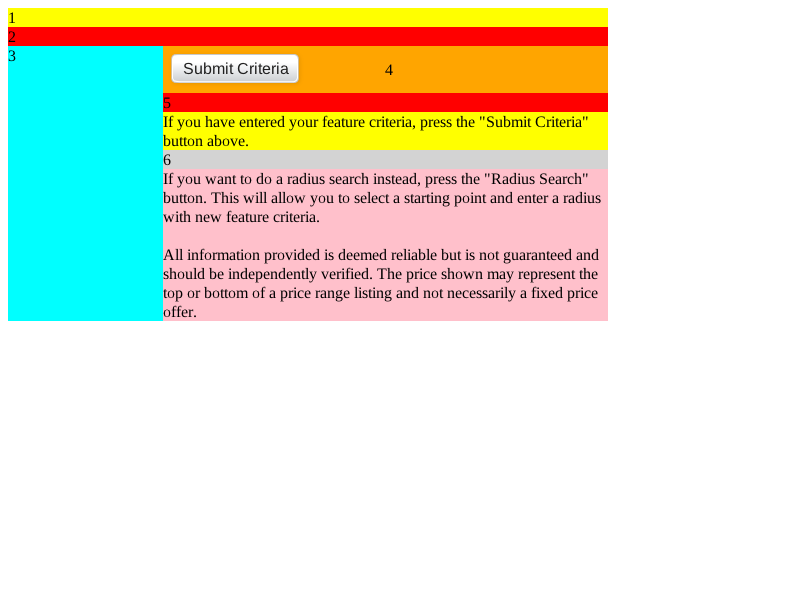 1
2
3
Submit Criteria
4
5
If you have entered your feature criteria, press the "Submit Criteria"
button above.
6
If you want to do a radius search instead, press the "Radius Search"
button. This will allow you to select a starting point and enter a radius
with new feature criteria.
All information provided is deemed reliable but is not guaranteed and
should be independently verified. The price shown may represent the
top or bottom of a price range listing and not necessarily a fixed price
offer.